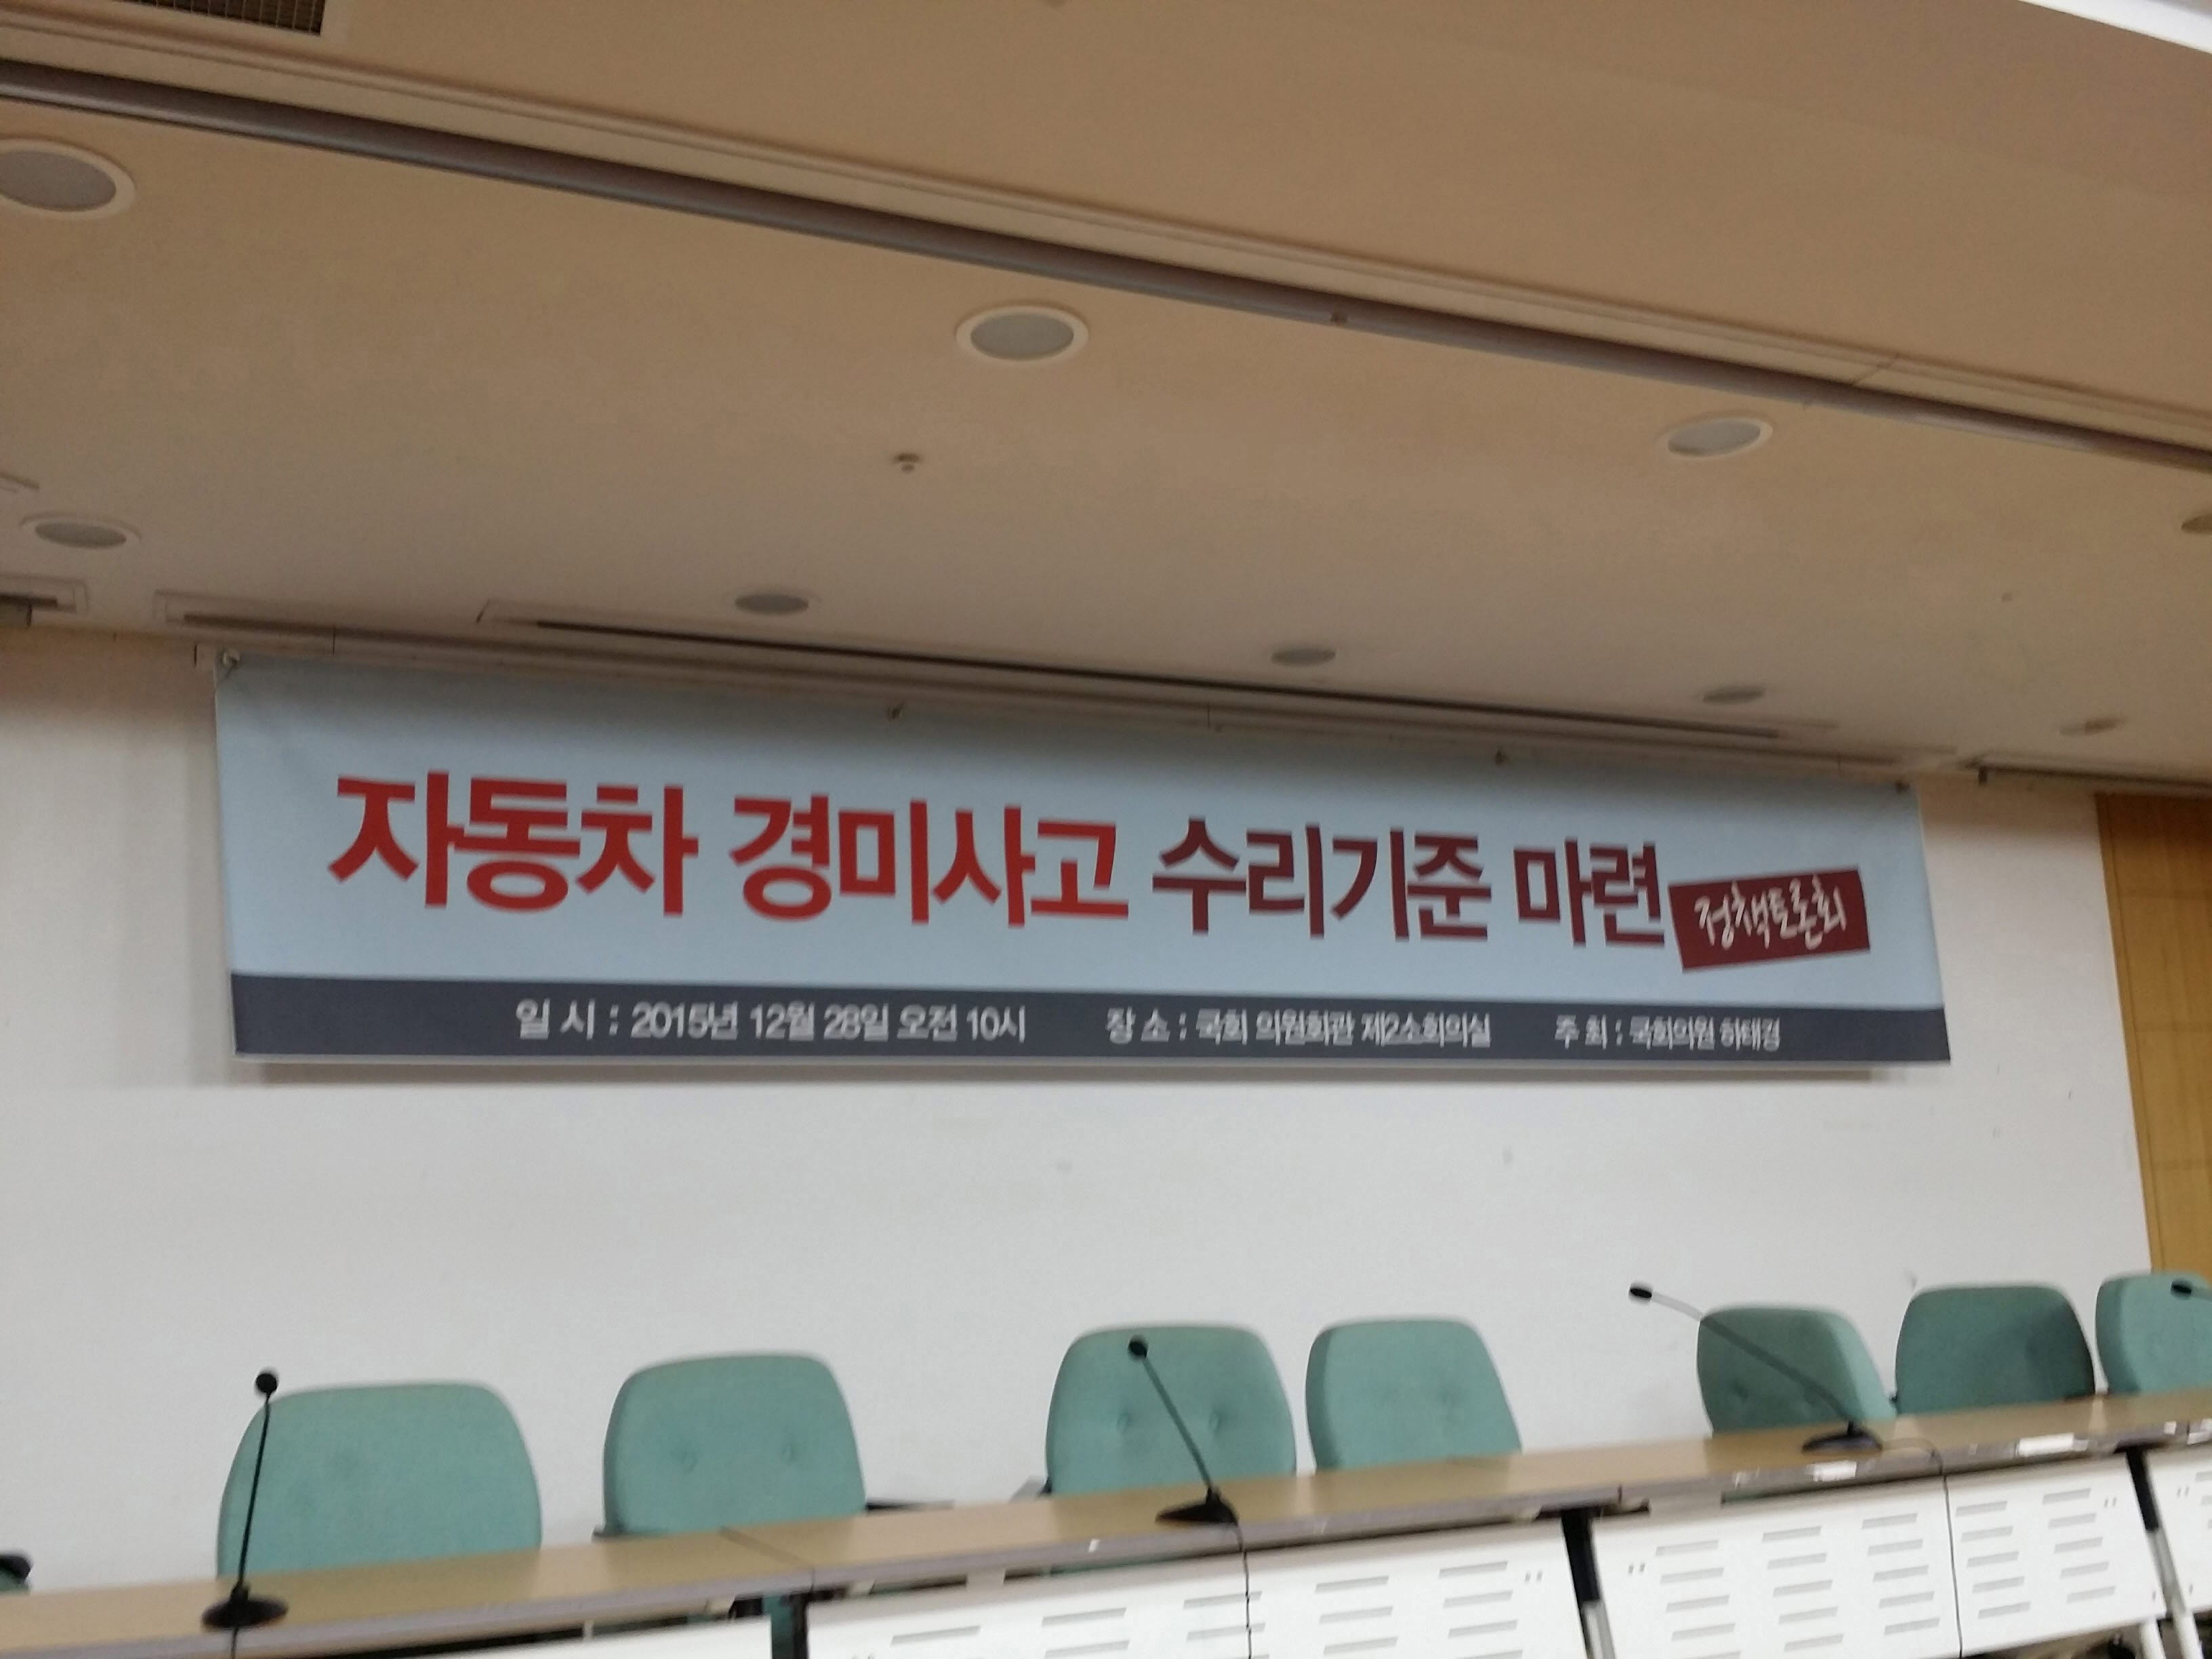 자동차 경미사고 수리기준 마련 정책토론회
일 시 : 2015년 12월 28일 오전 10시 장 소 : 국회 의원회관 제2소회의실 주 최 : 국회의원 하태경